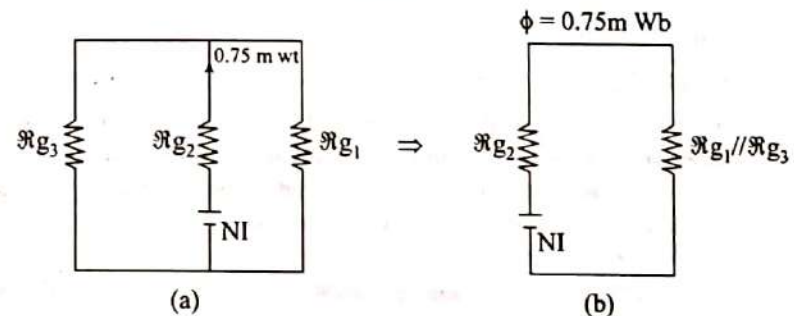 ϕ = 0.75m Wb
0.75 m wt
ℜg₃
ℜg₂
ℜg₁
⇒
ℜg₂
ℜg₁//ℜg₃
NI
NI
(a)
(b)